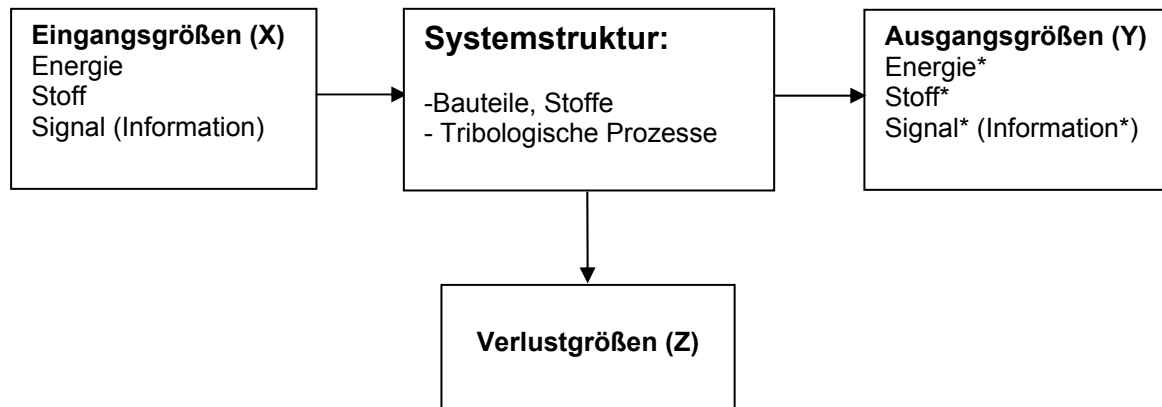 Eingangsgrößen (X)
Energie
Stoff
Signal (Information)
Systemstruktur:
-Bauteile, Stoffe
- Tribologische Prozesse
Ausgangsgrößen (Y)
Energie*
Stoff*
Signal* (Information*)
Verlustgrößen (Z)